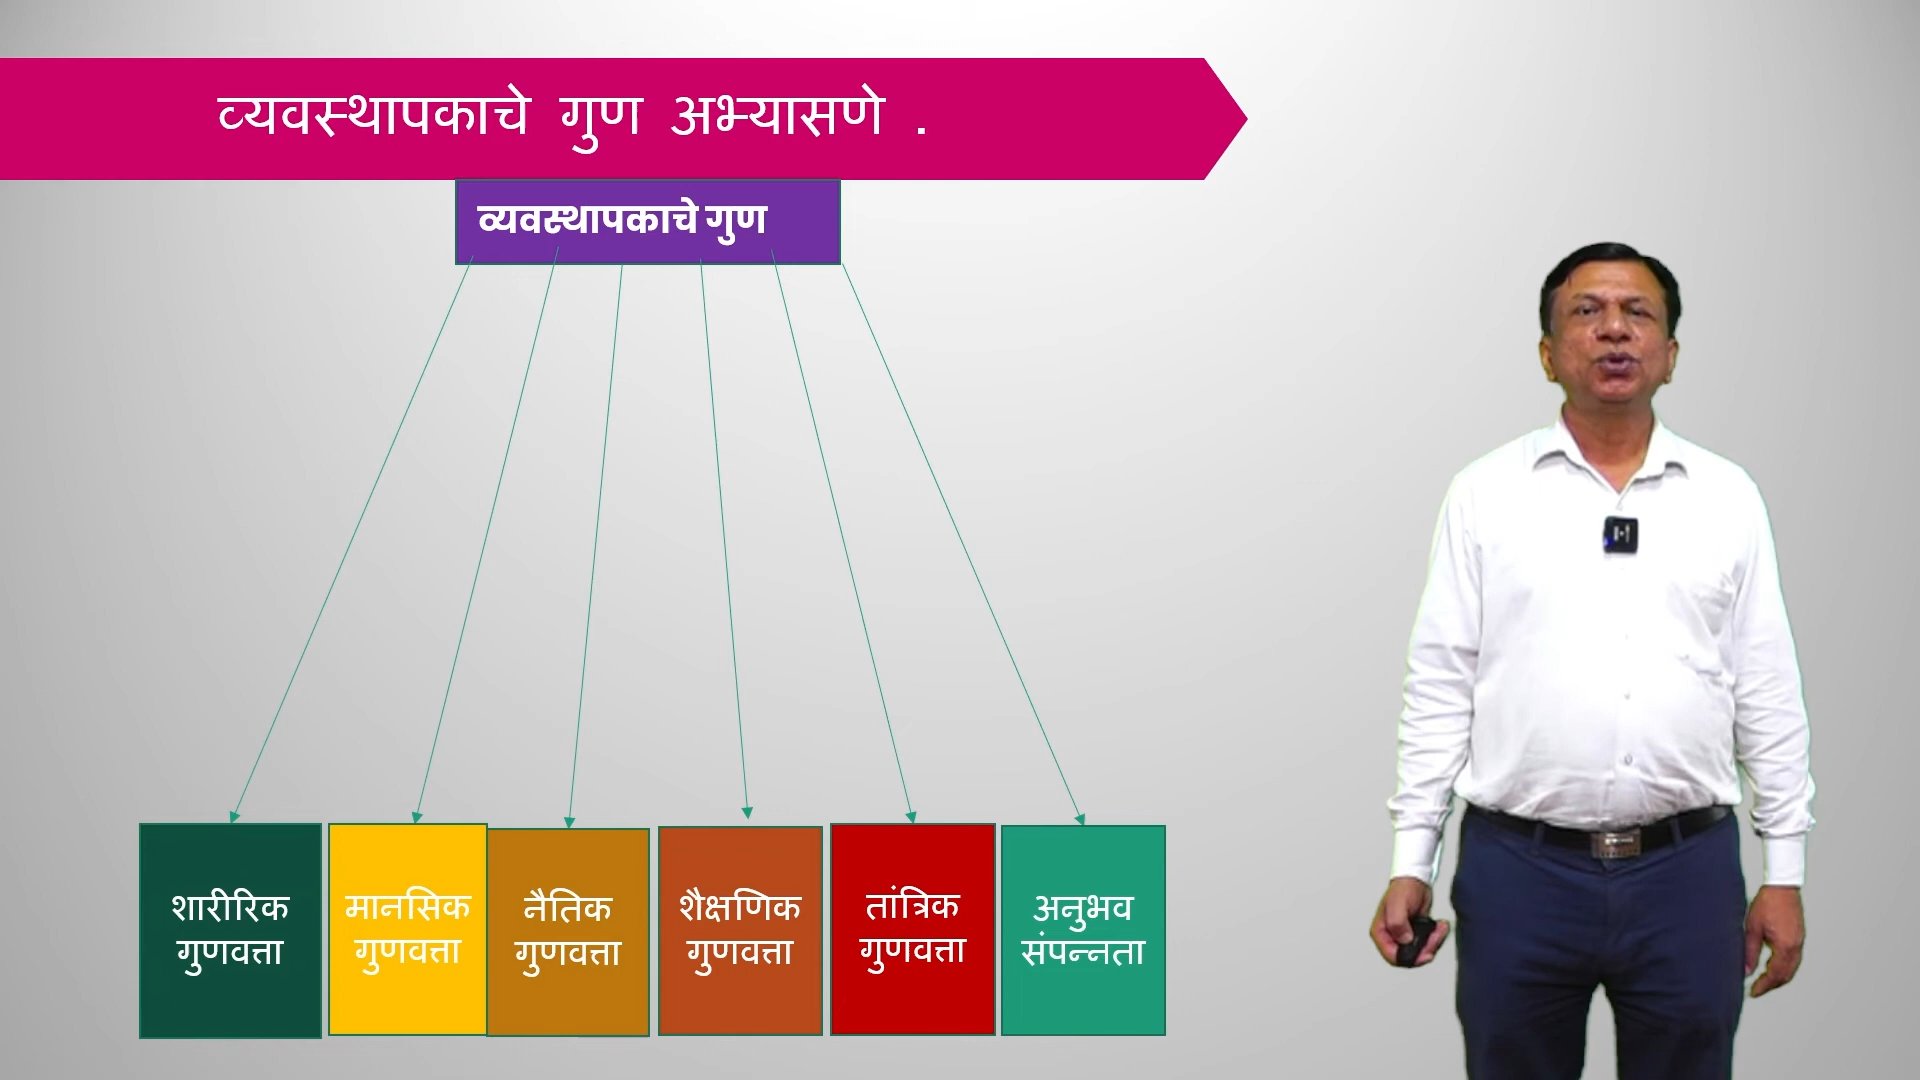 व्यवस्थापकाचे गुण अभ्यासणे .
व्यवस्थापकाचे गुण
शारीरिक
गुणवत्ता
मानसिक
गुणवत्ता
नैतिक
गुणवत्ता
शैक्षणिक
गुणवत्ता
तांत्रिक
गुणवत्ता
अनुभव
संपन्नता